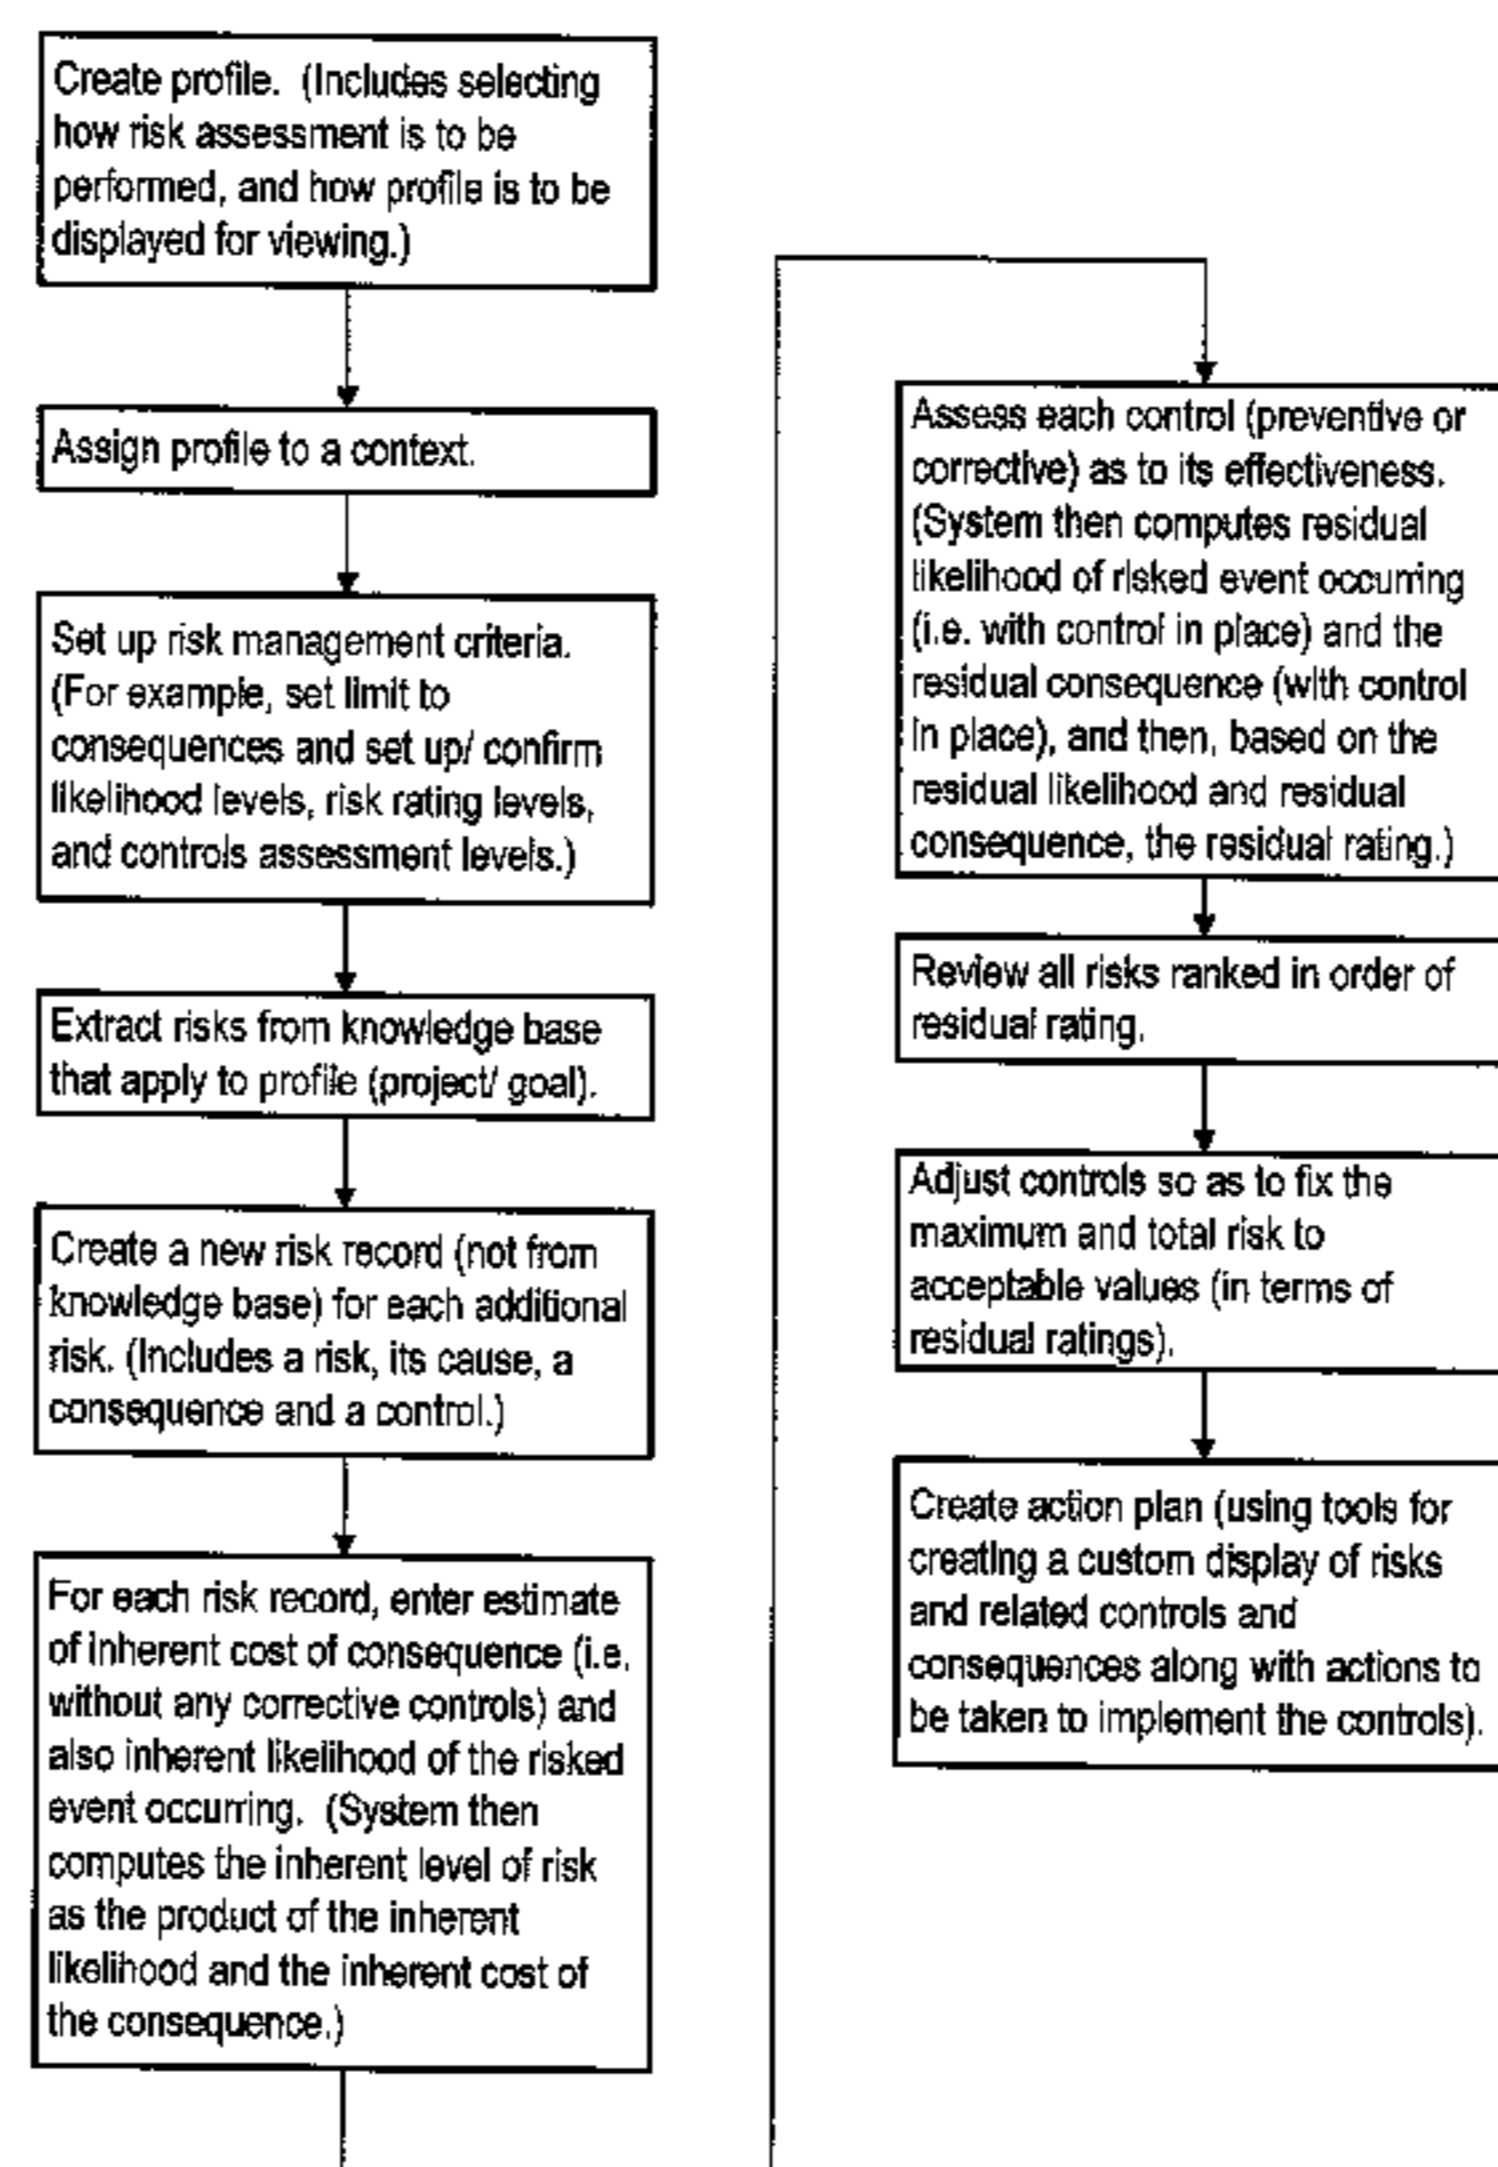 Create profile. (Includes selecting
how risk assessment is to be
performed, and how profile is to be
displayed for viewing.)
Assign profile to a context.
Set up risk management criteria.
(For example, set limit to
consequences and set up/ confirm
likelihood levels, risk rating levels,
and controls assessment levels.)
Extract risks from knowledge base
that apply to profile (project/ goal).
Create a new risk record (not from
knowledge base) for each additional
risk. (Includes a risk, its cause, a
consequence and a control.)
For each risk record, enter estimate
of inherent cost of consequence (i.e.
without any corrective controls) and
also inherent likelihood of the risked
event occurring. (System then
computes the inherent level of risk
as the product of the inherent
likelihood and the inherent cost of
the consequence.)
Assess each control (preventive or
corrective) as to its effectiveness.
(System then computes residual
likelihood of risked event occurring
(i.e. with control in place) and the
residual consequence (with control
in place), and then, based on the
residual likelihood and residual
consequence, the residual rating.)
Review all risks ranked in order of
residual rating.
Adjust controls so as to fix the
maximum and total risk to
acceptable values (in terms of
residual ratings).
Create action plan (using tools for
creating a custom display of risks
and related controls and
consequences along with actions to
be taken to implement the controls).